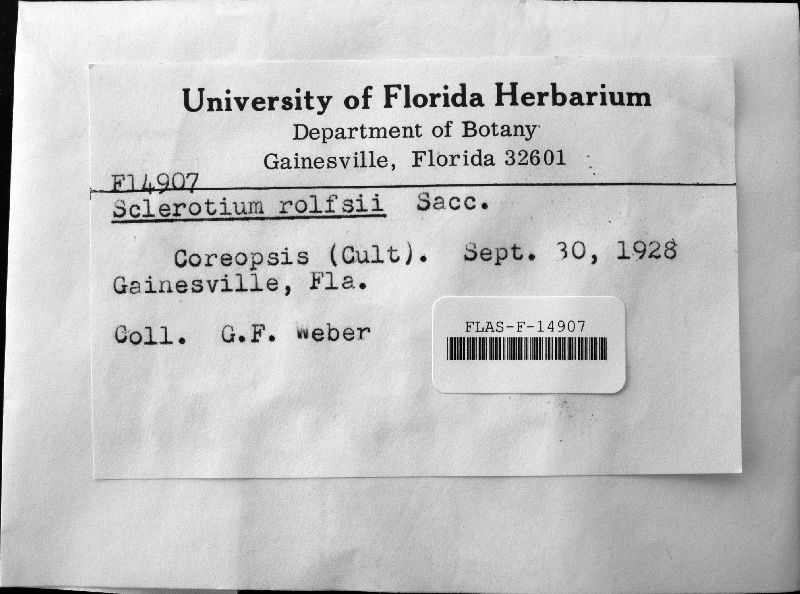 University of Florida Herbarium
Department of Botany
Gainesville, Florida 32601
F14907
Sclerotium rolfsii Sacc.
Coreopsis (Cult). Sept. 30, 1928
Gainesville, Fla.
Coll. G.F. Weber
FLAS-F-14907